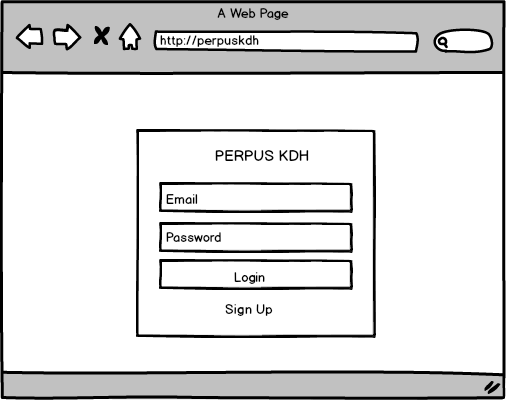 A Web Page
http://perpuskdh
PERPUS KDH
Email
Password
Login
Sign Up